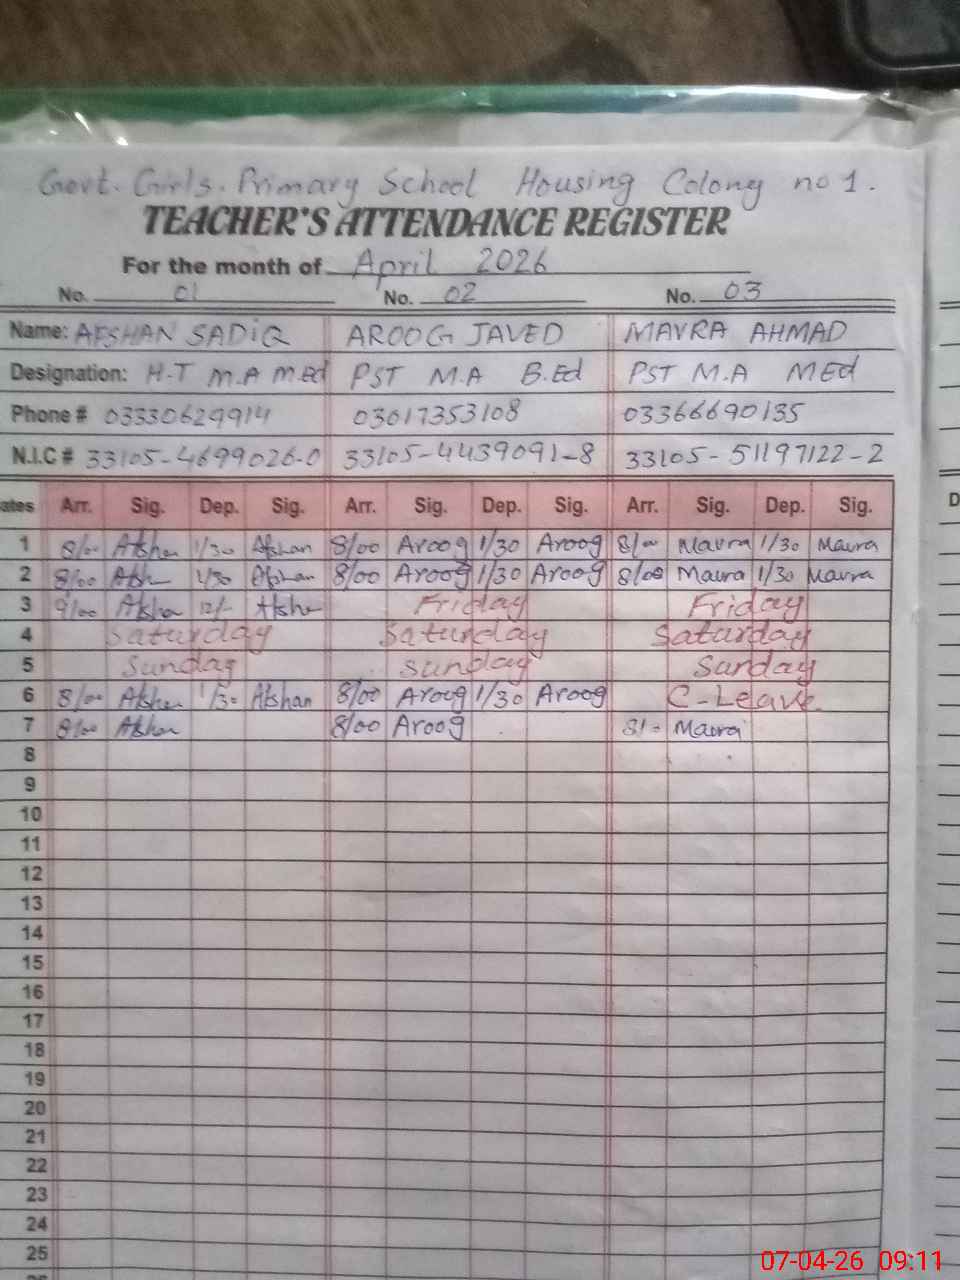 Govt. Girls. Primary School Housing Colony no 1.
TEACHER'S ATTENDANCE REGISTER
For the month of April 2026
No. 01 No. 02 No. 03
Name: AFSHAN SADIQ AROOG JAVED MAVRA AHMAD
Designation: H.T M.A M.Ed PST M.A B.Ed PST M.A MEd
Phone # 03330629914 03017353108 03366690135
N.I.C # 33105-4699026-0 33105-4439091-8 33105-51197122-2
ates Arr. Sig. Dep. Sig. Arr. Sig. Dep. Sig. Arr. Sig. Dep. Sig.
1 8/00 Afshan 1/30 Afshan 8/00 Aroog 1/30 Aroog 8/00 Mavra 1/30 Mavra
2 8/00 Afsh 1/30 Afshan 8/00 Aroog 1/30 Aroog 8/00 Mavra 1/30 Mavra
3 9/00 Afshan 12/- Afshan Friday Friday
4 Saturday Saturday Saturday
5 Sunday Sunday Sunday
6 8/00 Afshan 1/30 Afshan 8/00 Aroog 1/30 Aroog C-Leave
7 8/00 Afshan 8/00 Aroog 8/- Mavra
8
9
10
11
12
13
14
15
16
17
18
19
20
21
22
23
24
25
D
07-04-26 09:11